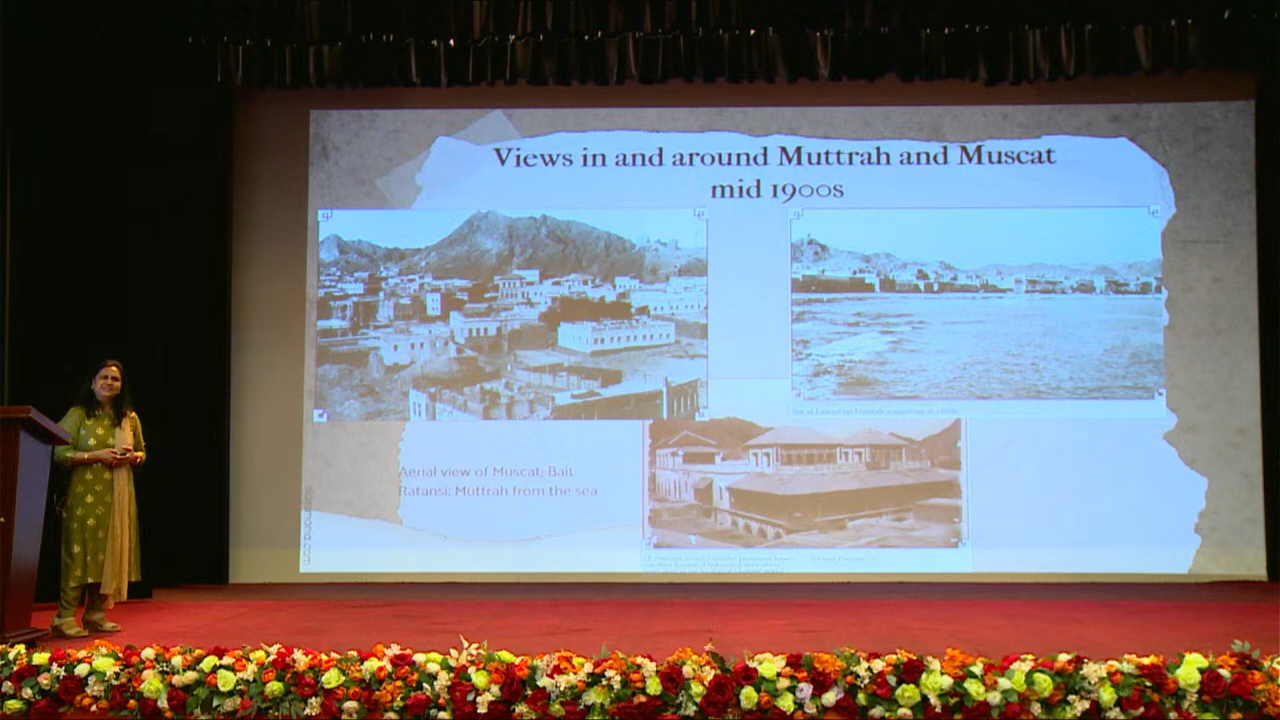 Views in and around Muttrah and Muscat
mid 1900s
Aerial view of Muscat; Bait
Ratansi; Muttrah from the sea